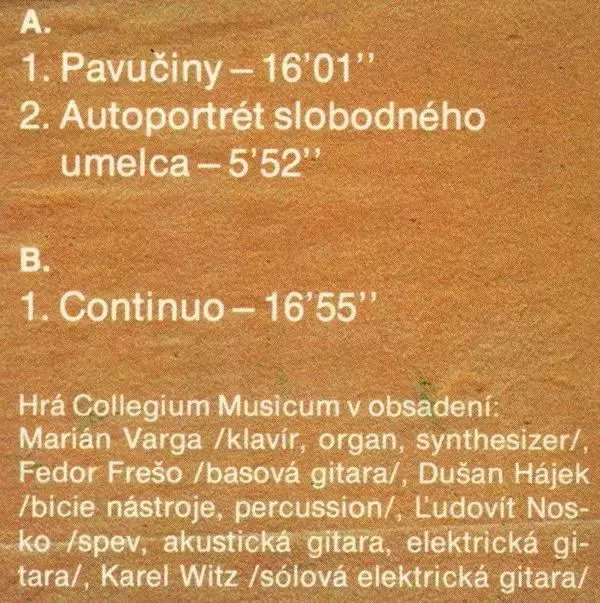 A.
1. Pavučiny – 16’01’’
2. Autoportrét slobodného
umelca – 5’52’’
B.
1. Continuo – 16’55’’
Hrá Collegium Musicum v obsadení:
Marián Varga /klavír, organ, synthesizer/,
Fedor Frešo /basová gitara/, Dušan Hájek
/bicie nástroje, percussion/, Ľudovít Nos-
ko /spev, akustická gitara, elektrická gi-
tara/, Karel Witz /sólová elektrická gitara/